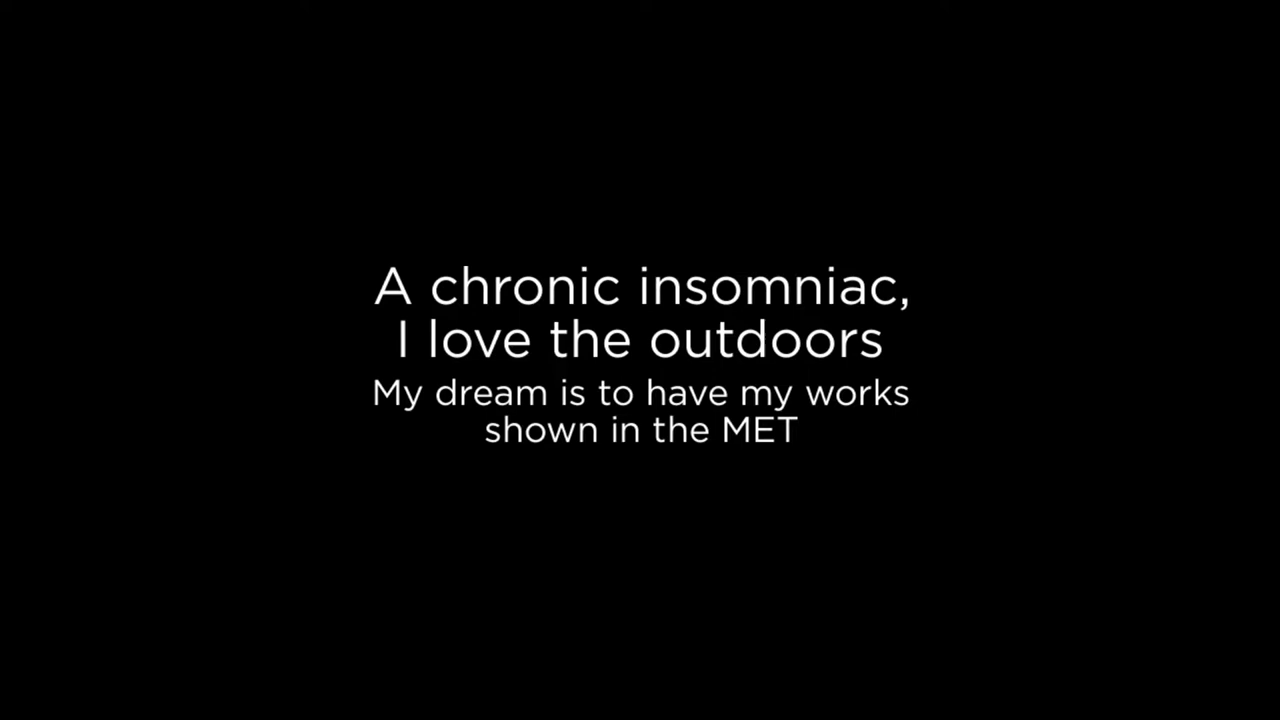 A chronic insomniac,
I love the outdoors
My dream is to have my works
shown in the MET